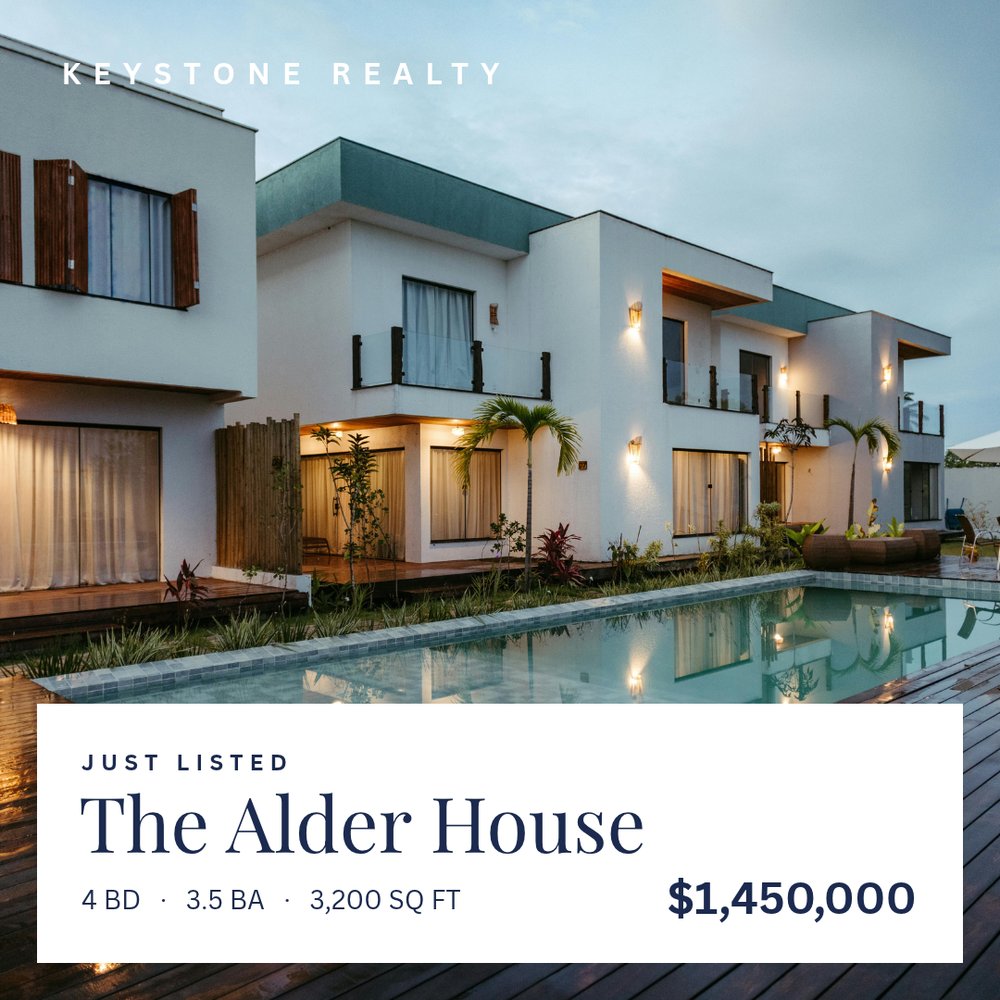 KEYSTONE REALTY
JUST LISTED
The Alder House
4 BD · 3.5 BA · 3,200 SQ FT
$1,450,000